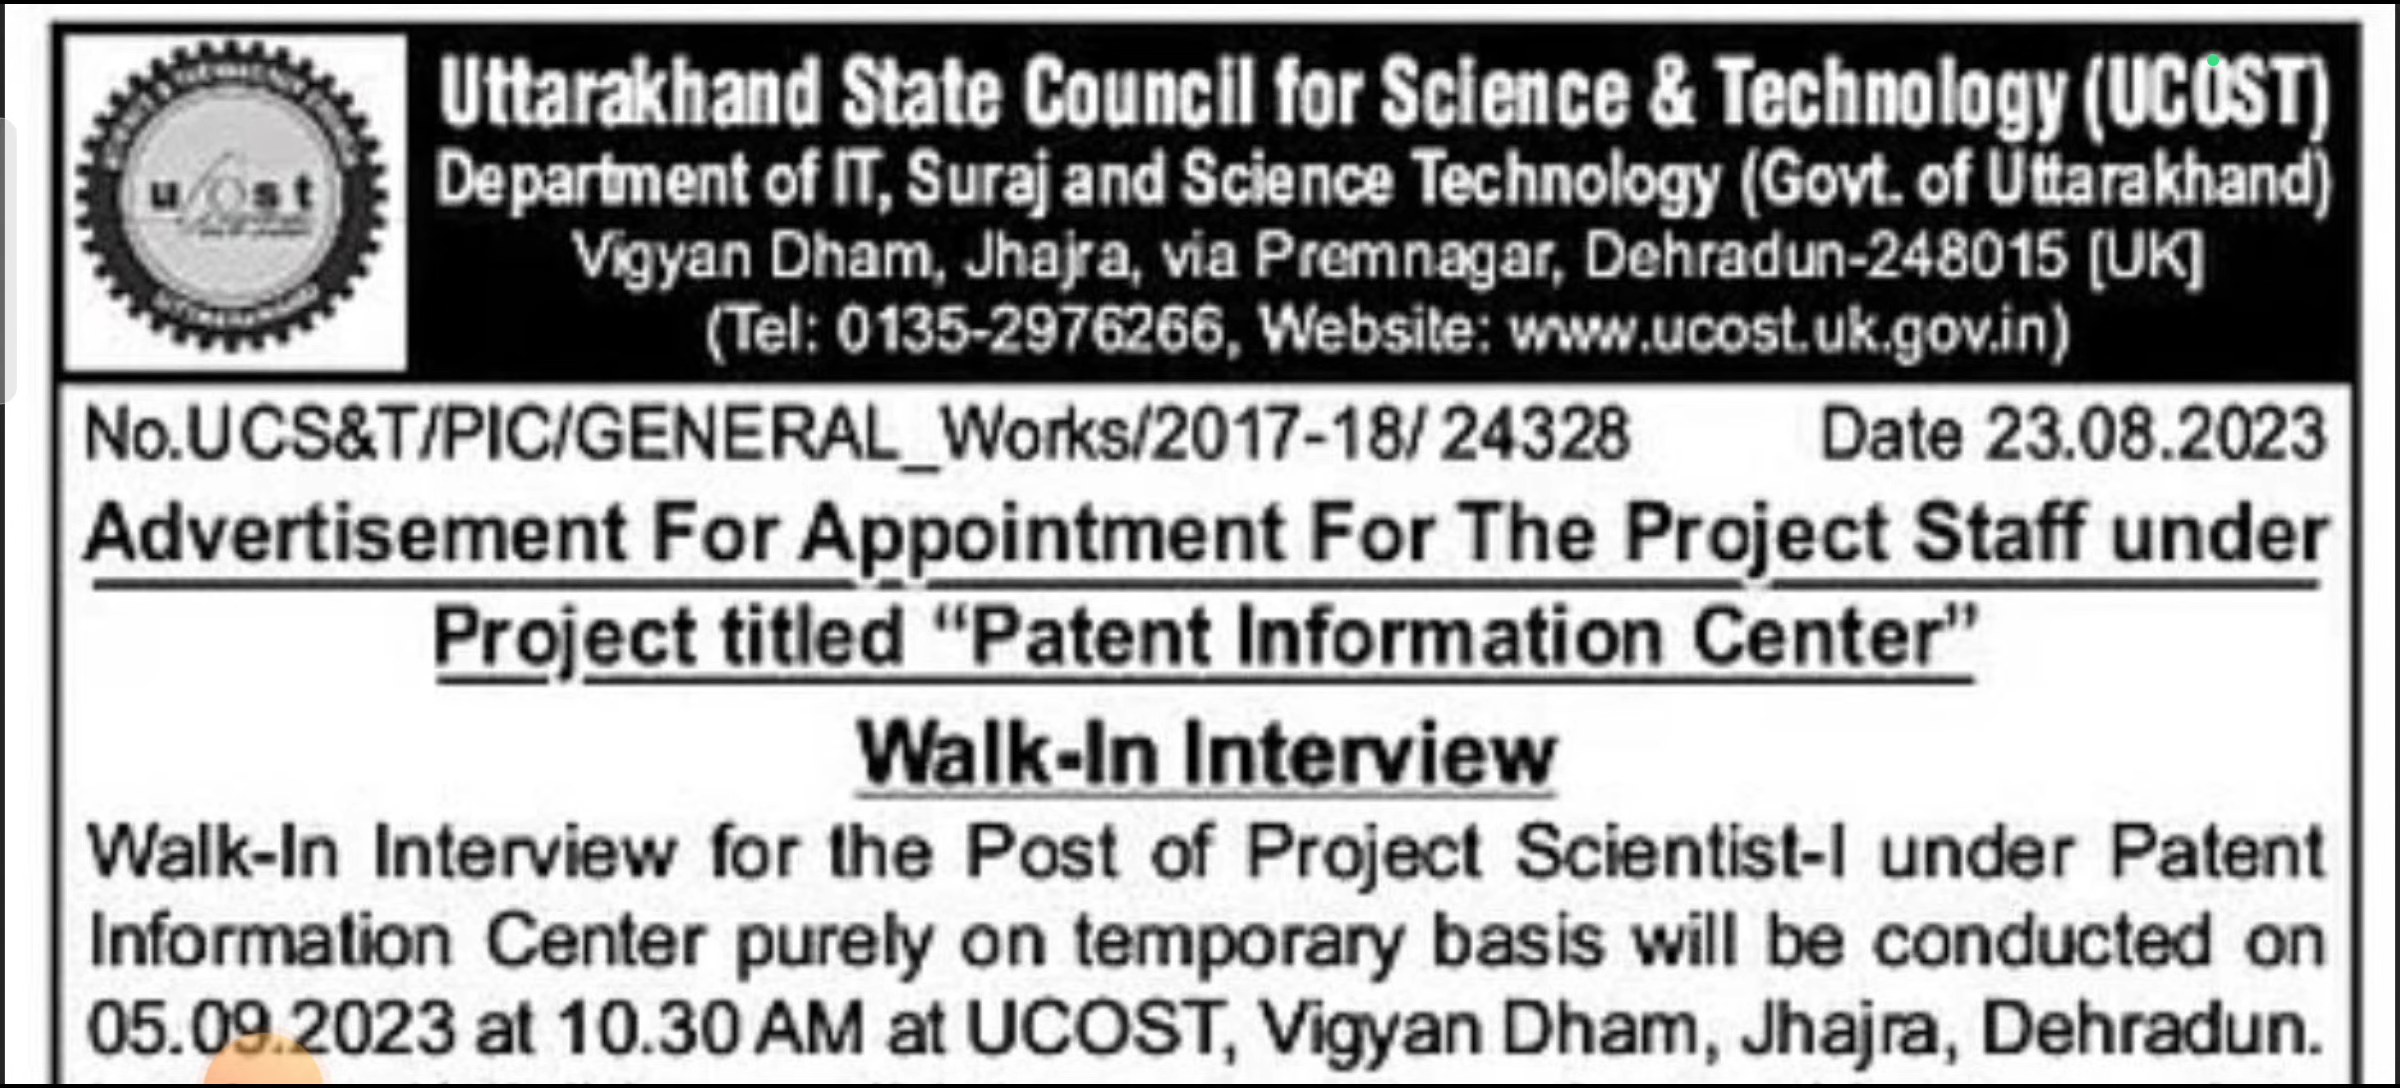 ucost
Uttarakhand State Council for Science & Technology (UCOST)
Department of IT, Suraj and Science Technology (Govt. of Uttarakhand)
Vigyan Dham, Jhajra, via Premnagar, Dehradun-248015 [UK]
(Tel: 0135-2976266, Website: www.ucost.uk.gov.in)
No.UCS&T/PIC/GENERAL_Works/2017-18/ 24328 Date 23.08.2023
Advertisement For Appointment For The Project Staff under
Project titled “Patent Information Center”
Walk-In Interview
Walk-In Interview for the Post of Project Scientist-I under Patent
Information Center purely on temporary basis will be conducted on
05.09.2023 at 10.30 AM at UCOST, Vigyan Dham, Jhajra, Dehradun.